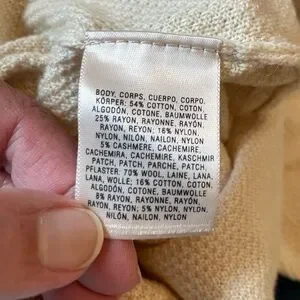 BODY, CORPS, CUERPO, CORPO,
KÖRPER: 54% COTTON, COTON,
ALGODÓN, COTONE, BAUMWOLLE
25% RAYON, RAYONNE, RAYÓN,
RAYON, REYON; 16% NYLON,
NYLON, NILÓN, NAILON, NYLON
5% CASHMERE, CACHEMIRE,
CACHEMIRA, CACHEMIRE, KASCHMIR
PATCH, PATCH, PARCHE, PATCH,
PFLASTER: 70% WOOL, LAINE, LANA,
LANA, WOLLE; 16% COTTON, COTON,
ALGODÓN, COTONE, BAUMWOLLE
8% RAYON, RAYONNE, RAYÓN,
RAYON, REYON; 5% NYLON, NYLON,
NILÓN, NAILON, NYLON